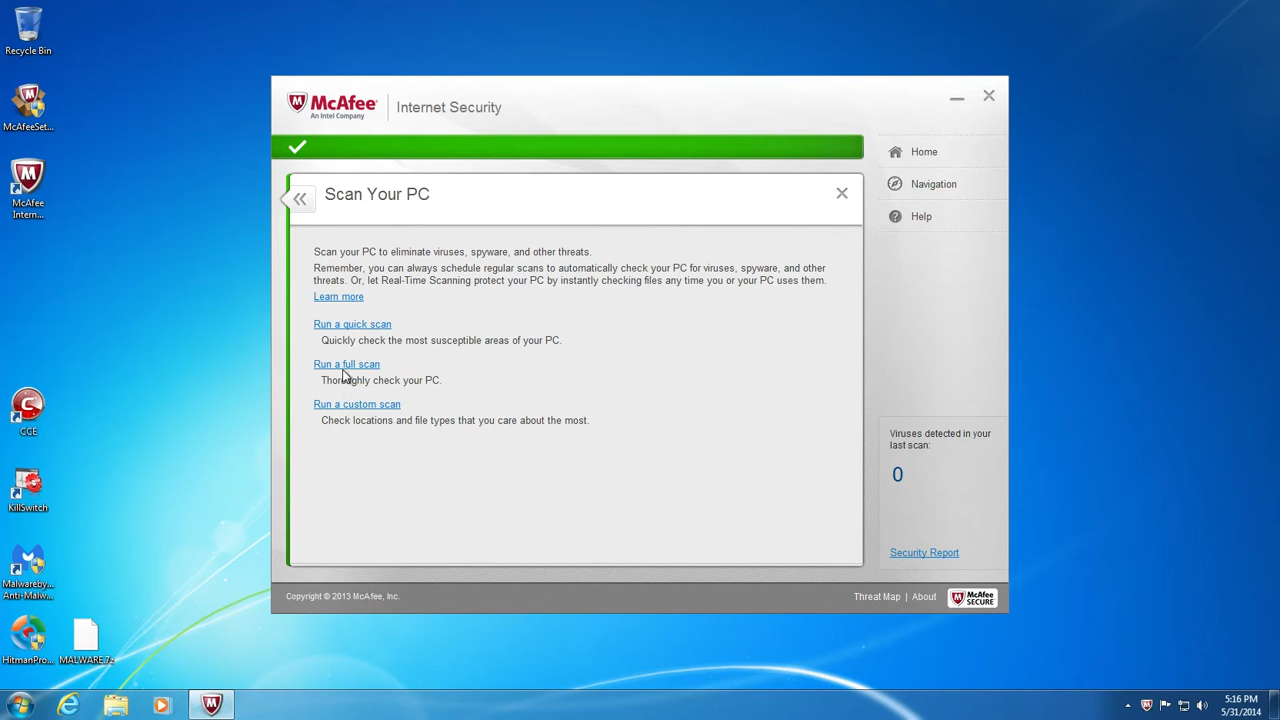 Recycle Bin
McAfeeSet...
McAfee
Intern...
CCE
KillSwitch
Malwareby...
Anti-Malw...
HitmanPro...
MALWARE.7z
McAfee
An Intel Company
Internet Security
Scan Your PC
Scan your PC to eliminate viruses, spyware, and other threats.
Remember, you can always schedule regular scans to automatically check your PC for viruses, spyware, and other
threats. Or, let Real-Time Scanning protect your PC by instantly checking files any time you or your PC uses them.
Learn more
Run a quick scan
Quickly check the most susceptible areas of your PC.
Run a full scan
Thoroughly check your PC.
Run a custom scan
Check locations and file types that you care about the most.
Home
Navigation
Help
Viruses detected in your
last scan:
0
Security Report
Copyright © 2013 McAfee, Inc.
Threat Map | About
McAfee
SECURE
5:16 PM
5/31/2014